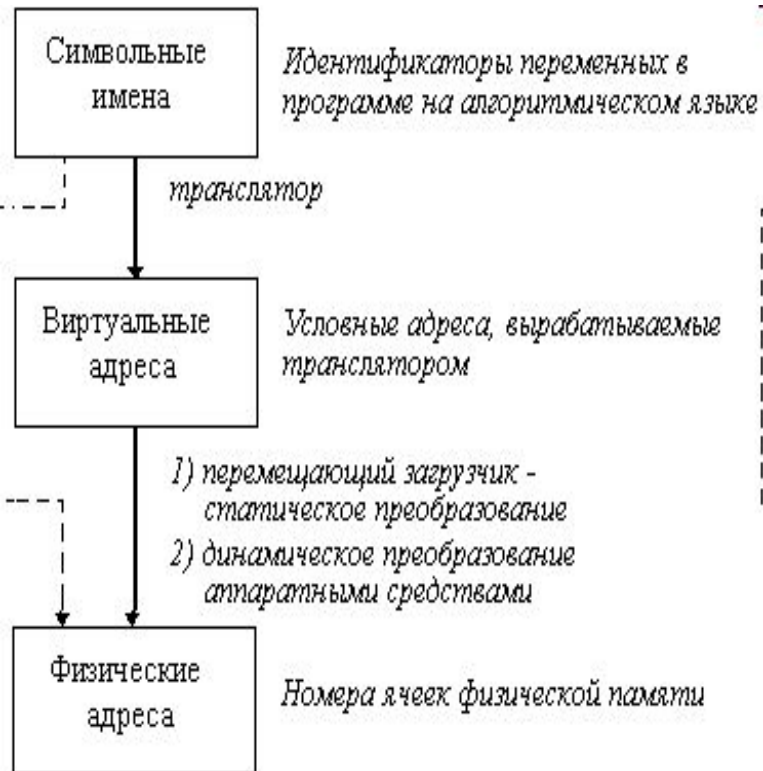 Символьные
имена
Идентификаторы переменных в
программе на алгоритмическом языке
транслятор
Виртуальные
адреса
Условные адреса, вырабатываемые
транслятором
1) перемещающий загрузчик -
статическое преобразование
2) динамическое преобразование
аппаратными средствами
Физические
адреса
Номера ячеек физической памяти